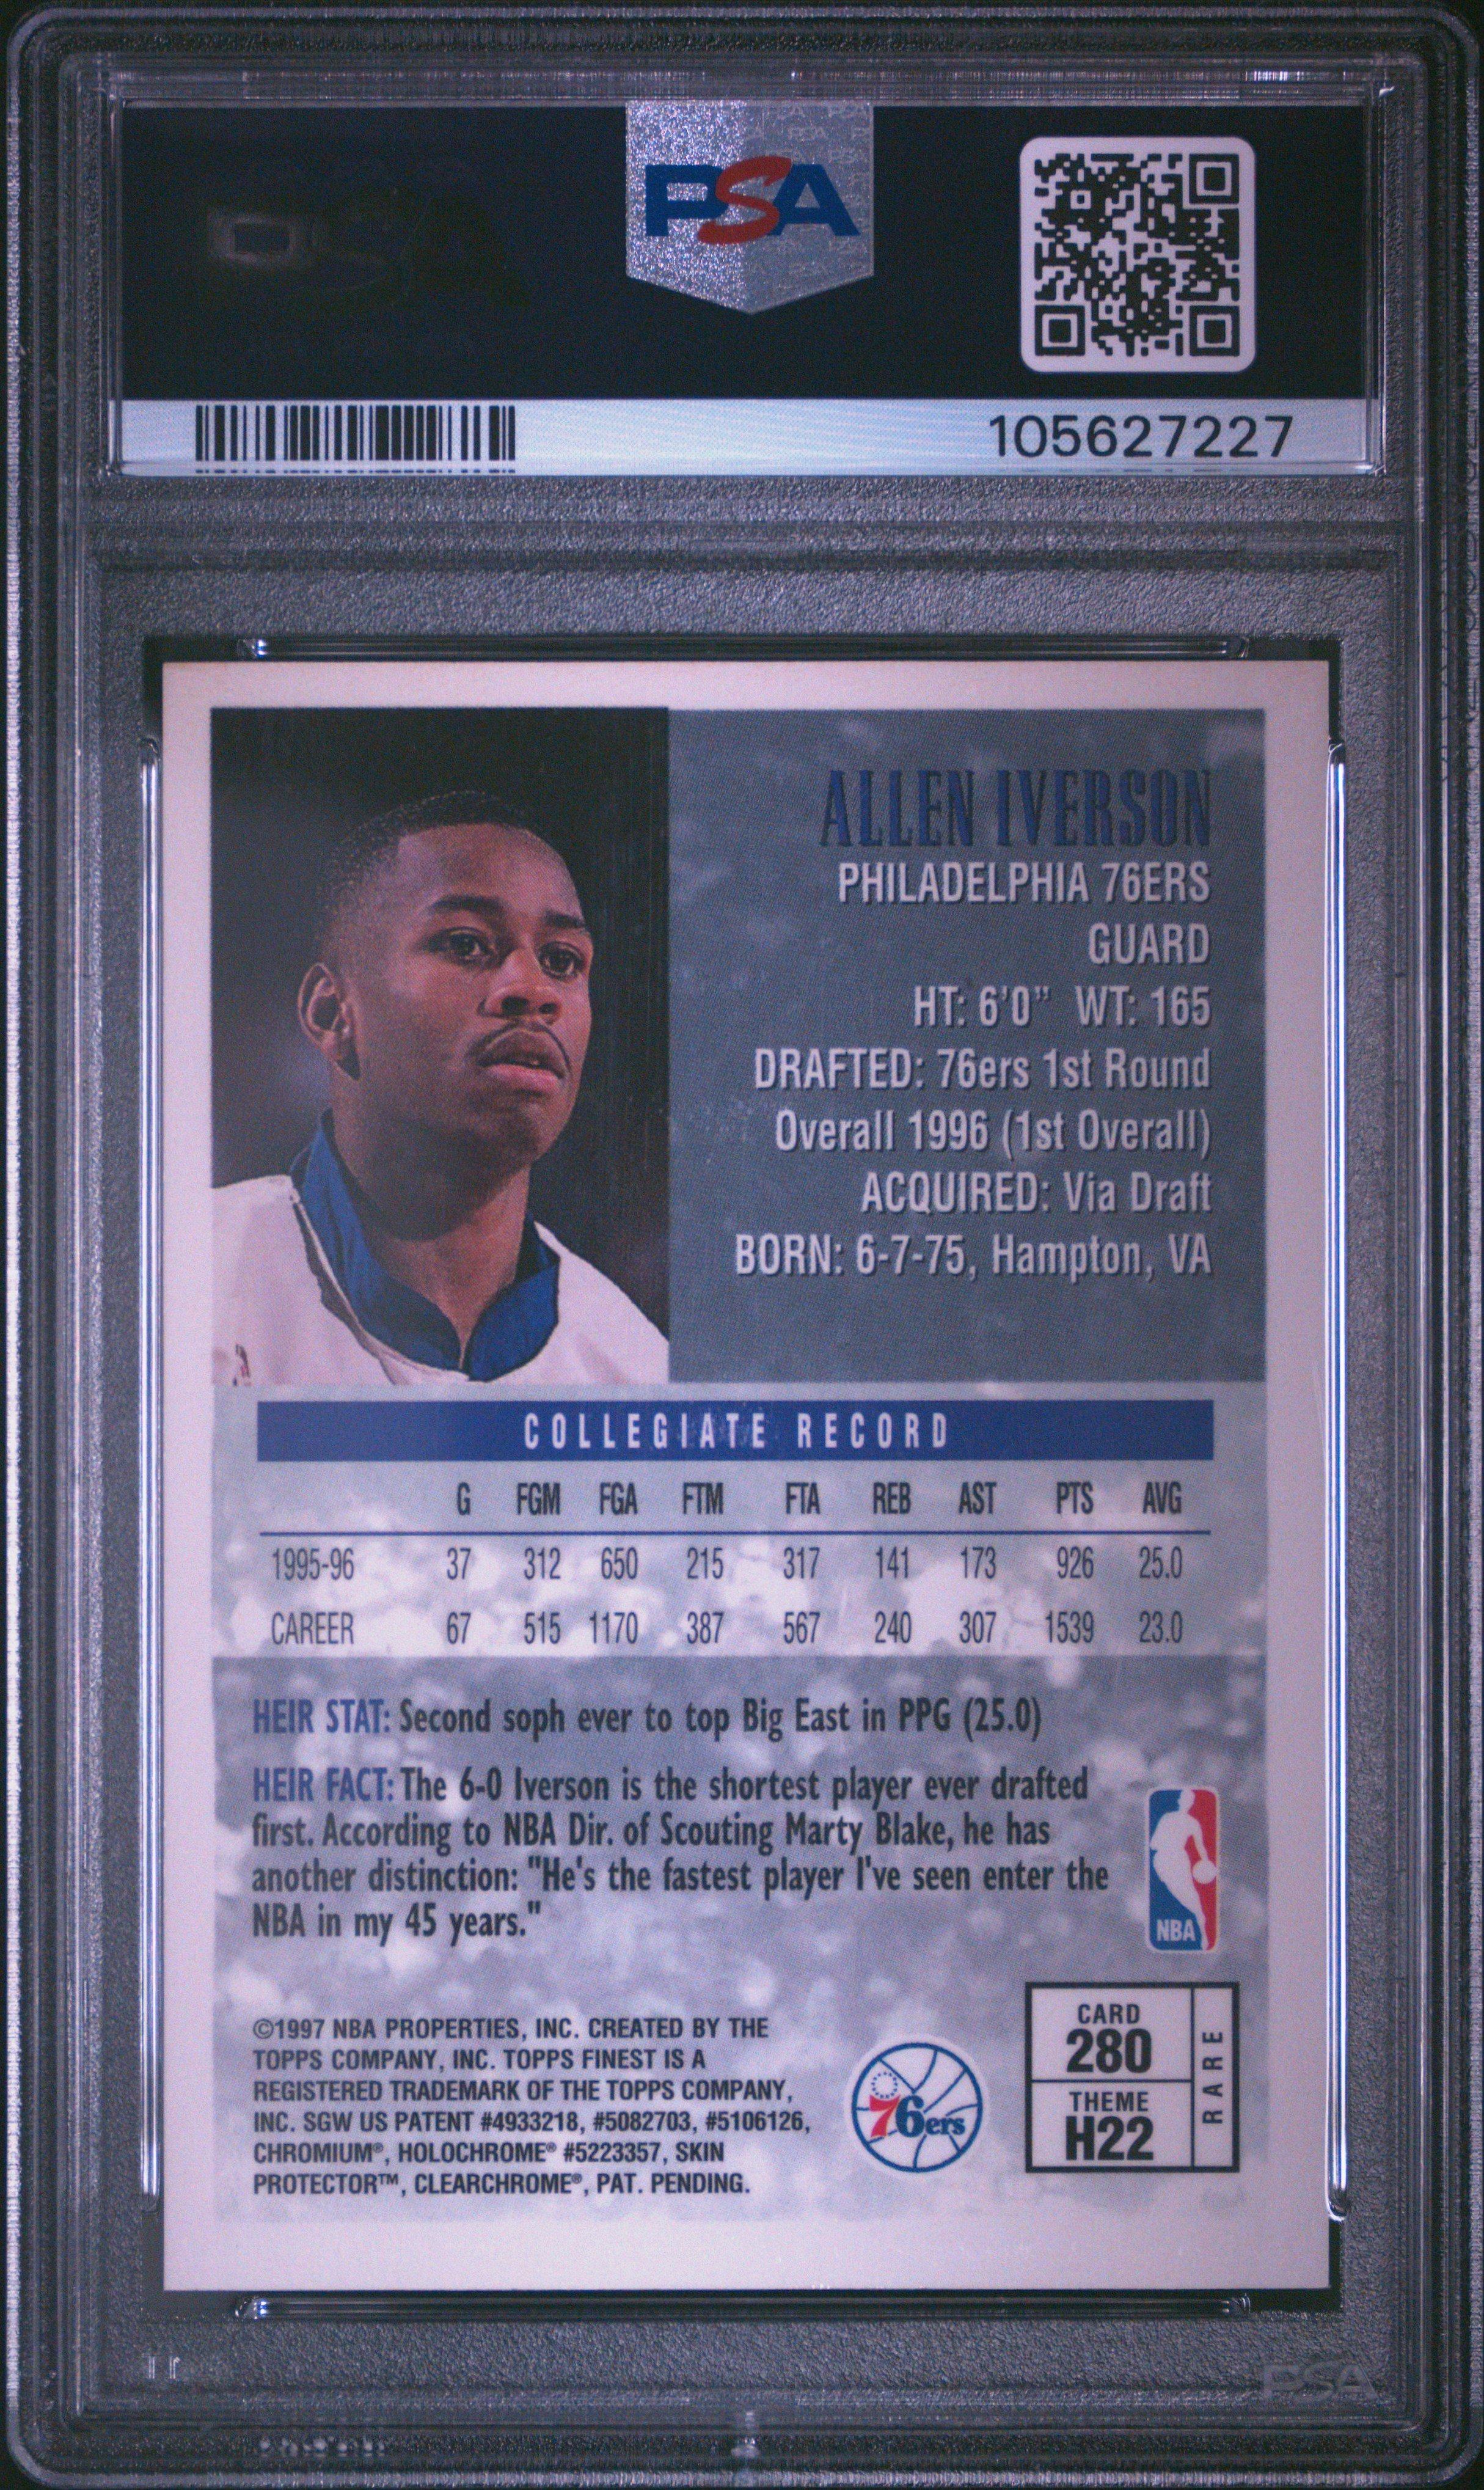 PSA
105627227
ALLEN IVERSON
PHILADELPHIA 76ERS
GUARD
HT: 6'0" WT: 165
DRAFTED: 76ers 1st Round
Overall 1996 (1st Overall)
ACQUIRED: Via Draft
BORN: 6-7-75, Hampton, VA
COLLEGIATE RECORD
G FGM FGA FTM FTA REB AST PTS AVG
1995-96 37 312 650 215 317 141 173 926 25.0
CAREER 67 515 1170 387 567 240 307 1539 23.0
HEIR STAT: Second soph ever to top Big East in PPG (25.0)
HEIR FACT: The 6-0 Iverson is the shortest player ever drafted
first. According to NBA Dir. of Scouting Marty Blake, he has
another distinction: "He's the fastest player I've seen enter the
NBA in my 45 years."
NBA
©1997 NBA PROPERTIES, INC. CREATED BY THE
TOPPS COMPANY, INC. TOPPS FINEST IS A
REGISTERED TRADEMARK OF THE TOPPS COMPANY,
INC. SGW US PATENT #4933218, #5082703, #5106126,
CHROMIUM®, HOLOCHROME® #5223357, SKIN
PROTECTOR™, CLEARCHROME®, PAT. PENDING.
76ers
CARD
280
THEME
H22
RARE
PSA